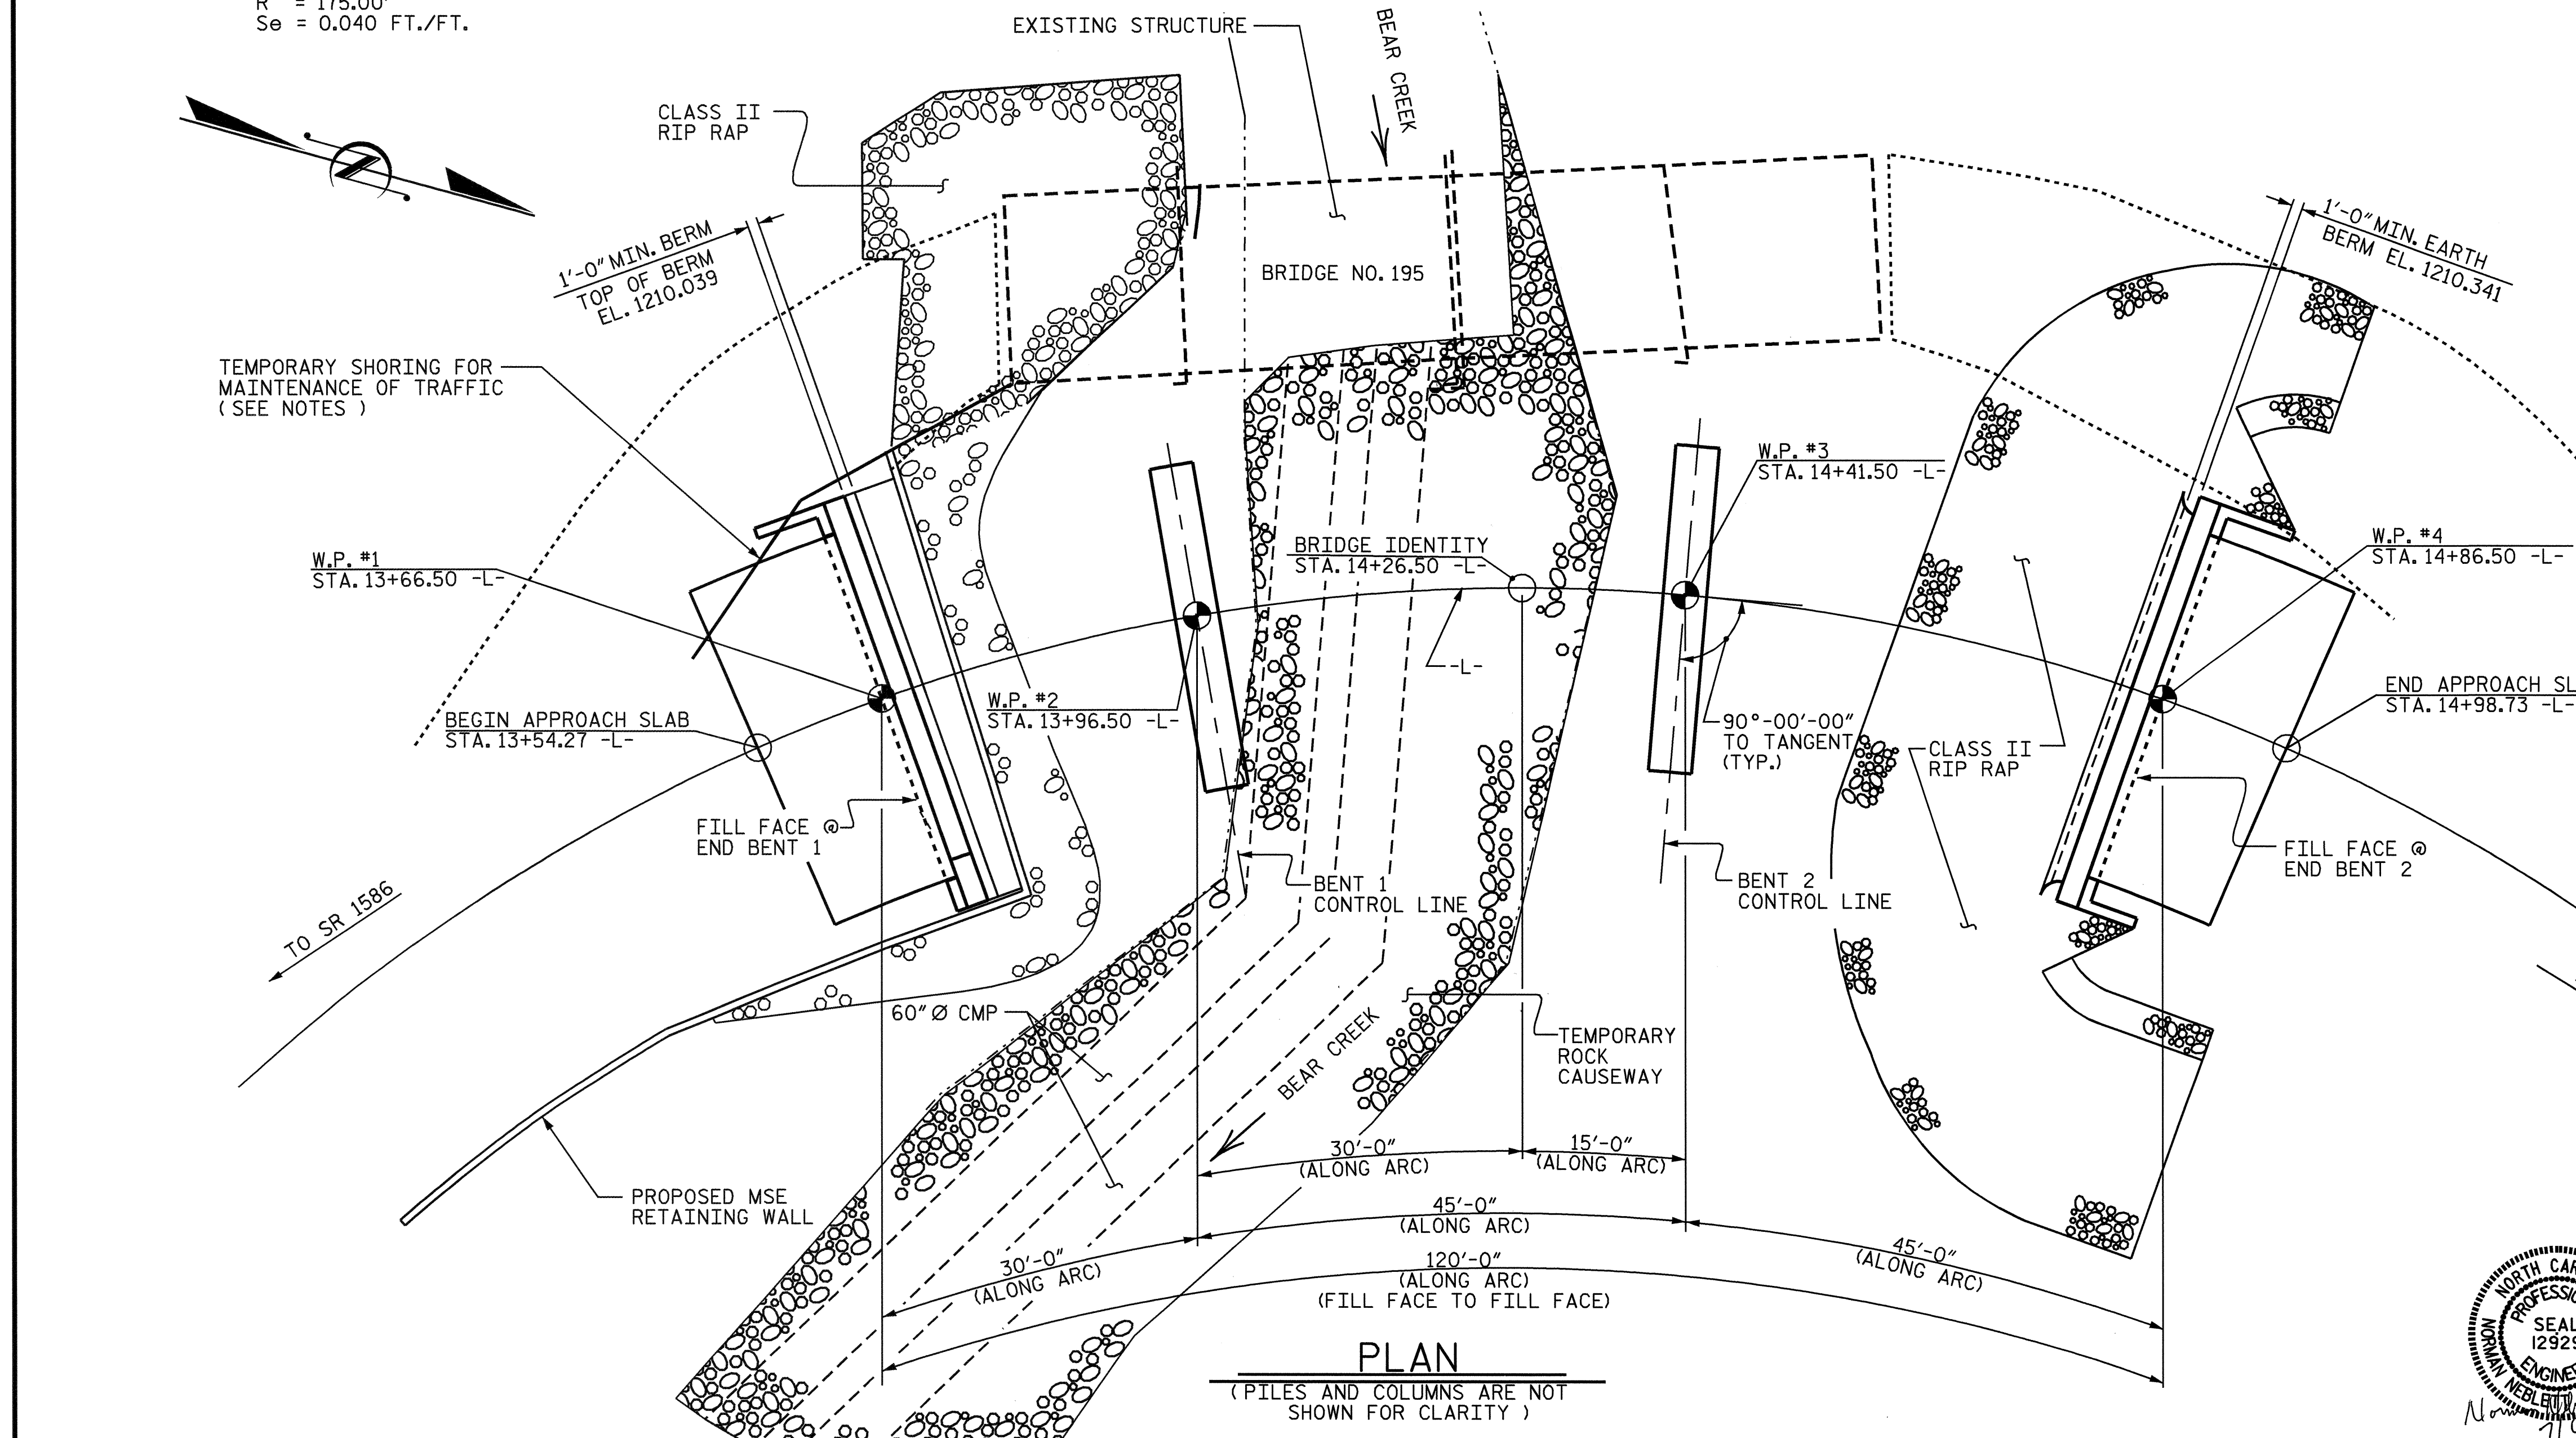 R = 175.00'
Se = 0.040 FT./FT.
EXISTING STRUCTURE
BEAR CREEK
CLASS II
RIP RAP
1'-0" MIN. BERM
TOP OF BERM
EL. 1210.039
BRIDGE NO. 195
1'-0" MIN. EARTH
BERM EL. 1210.341
TEMPORARY SHORING FOR
MAINTENANCE OF TRAFFIC
( SEE NOTES )
W.P. #3
STA. 14+41.50 -L-
W.P. #1
STA. 13+66.50 -L-
BRIDGE IDENTITY
STA. 14+26.50 -L-
W.P. #4
STA. 14+86.50 -L-
-L-
W.P. #2
STA. 13+96.50 -L-
BEGIN APPROACH SLAB
STA. 13+54.27 -L-
90°-00'-00"
TO TANGENT
(TYP.)
CLASS II
RIP RAP
END APPROACH SL
STA. 14+98.73 -L-
FILL FACE @
END BENT 1
FILL FACE @
END BENT 2
BENT 1
CONTROL LINE
BENT 2
CONTROL LINE
TO SR 1586
60" Ø CMP
BEAR CREEK
TEMPORARY
ROCK
CAUSEWAY
PROPOSED MSE
RETAINING WALL
30'-0"
(ALONG ARC)
15'-0"
(ALONG ARC)
45'-0"
(ALONG ARC)
30'-0"
(ALONG ARC)
45'-0"
(ALONG ARC)
120'-0"
(ALONG ARC)
(FILL FACE TO FILL FACE)
PLAN
( PILES AND COLUMNS ARE NOT
SHOWN FOR CLARITY )
NORTH CAR
PROFESSIO
SEAL
1292
ENGINE
NORMAN NEBLETT